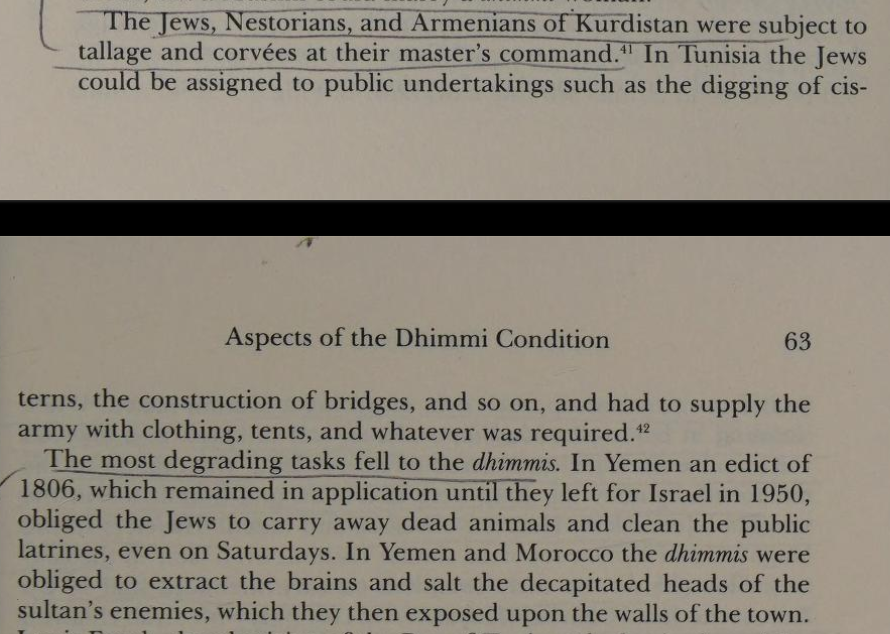 The Jews, Nestorians, and Armenians of Kurdistan were subject to
tallage and corvées at their master's command.⁴¹ In Tunisia the Jews
could be assigned to public undertakings such as the digging of cis-
Aspects of the Dhimmi Condition 63
terns, the construction of bridges, and so on, and had to supply the
army with clothing, tents, and whatever was required.⁴²
The most degrading tasks fell to the dhimmis. In Yemen an edict of
1806, which remained in application until they left for Israel in 1950,
obliged the Jews to carry away dead animals and clean the public
latrines, even on Saturdays. In Yemen and Morocco the dhimmis were
obliged to extract the brains and salt the decapitated heads of the
sultan's enemies, which they then exposed upon the walls of the town.